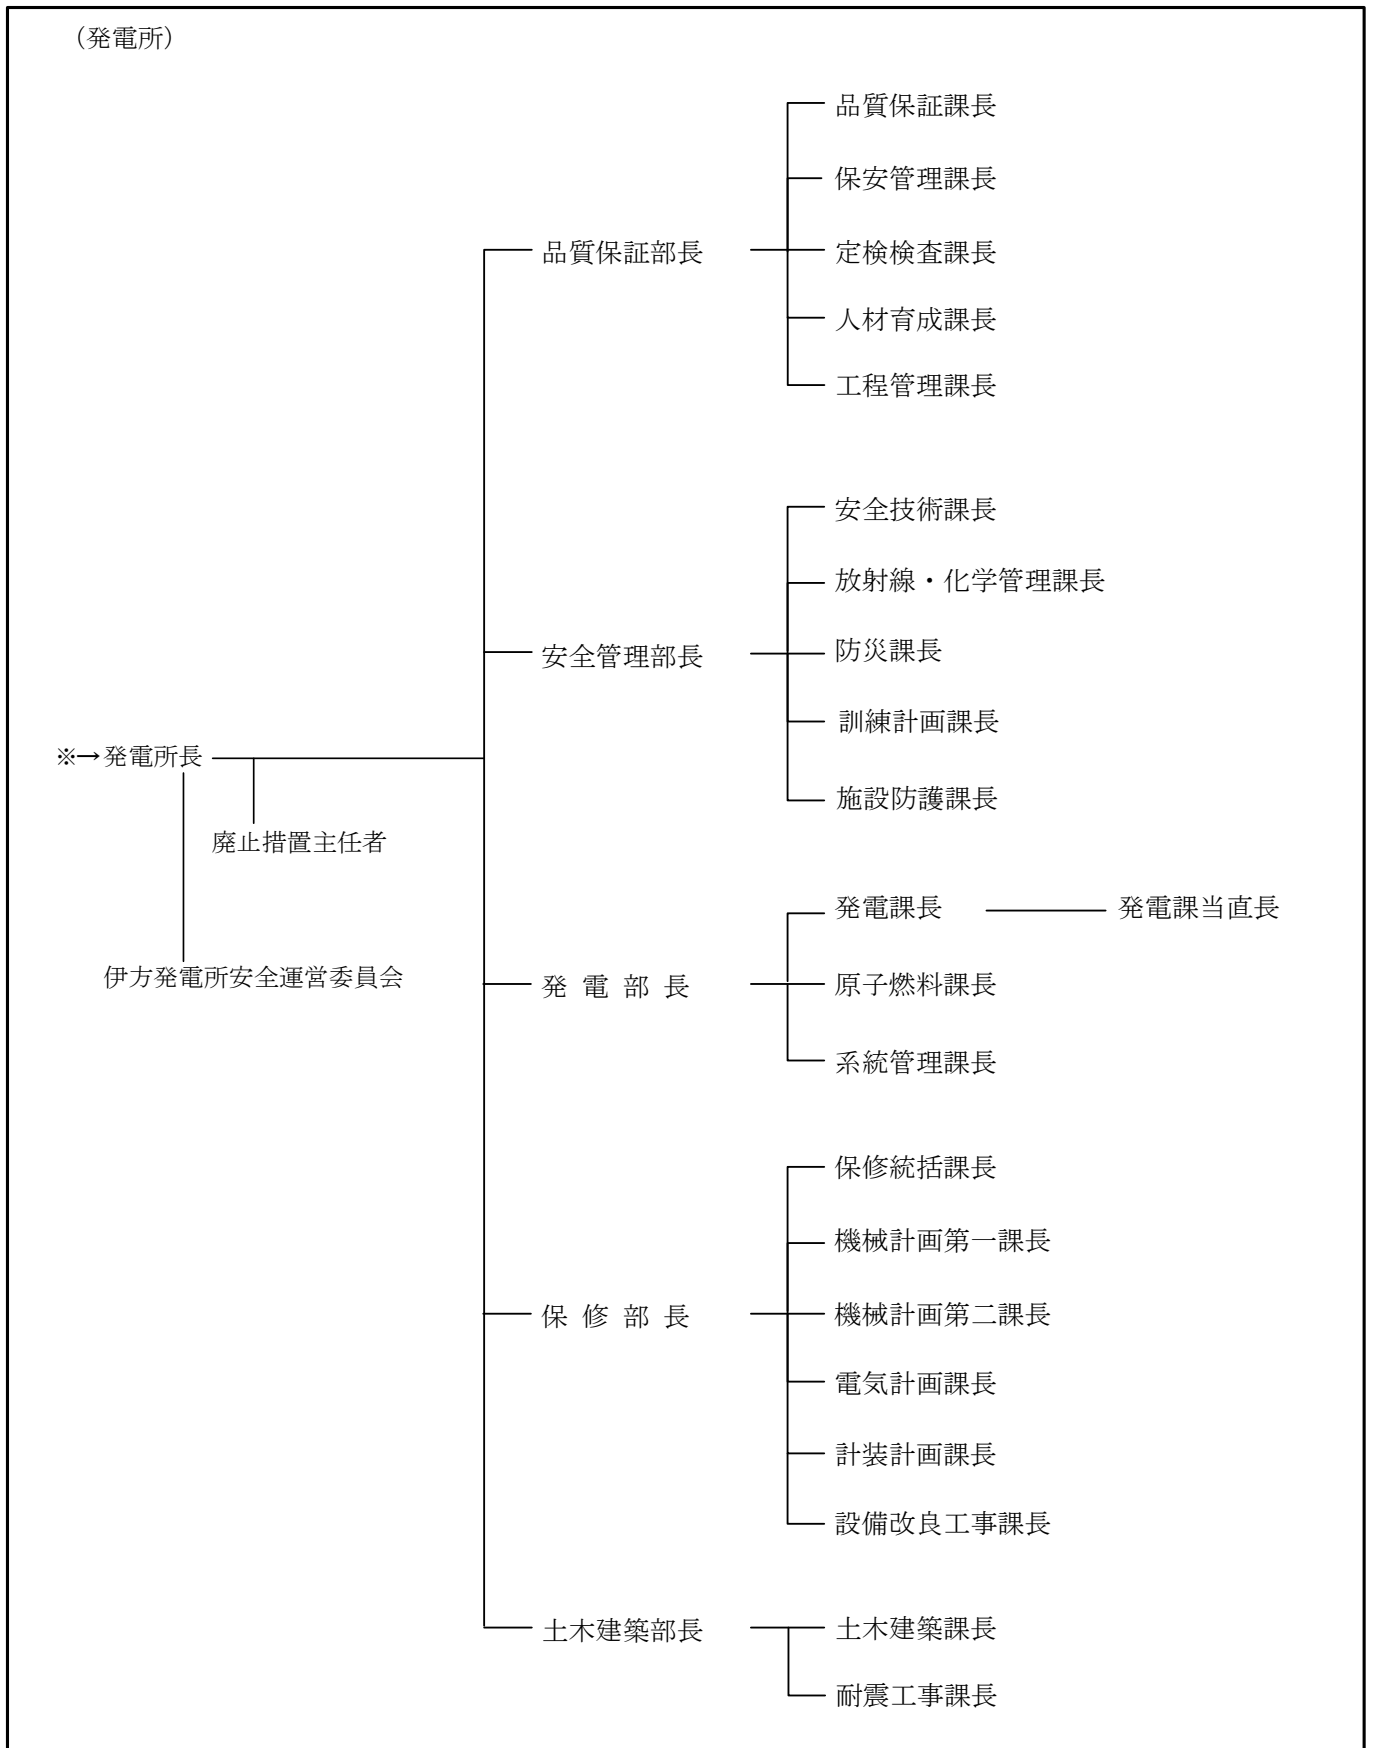 （発電所）
品質保証課長
保安管理課長
品質保証部長
定検検査課長
人材育成課長
工程管理課長
安全技術課長
放射線・化学管理課長
安全管理部長
防災課長
訓練計画課長
施設防護課長
※→発電所長
廃止措置主任者
伊方発電所安全運営委員会
発電課長
発電課当直長
発電部長
原子燃料課長
系統管理課長
保修統括課長
機械計画第一課長
保修部長
機械計画第二課長
電気計画課長
計装計画課長
設備改良工事課長
土木建築部長
土木建築課長
耐震工事課長